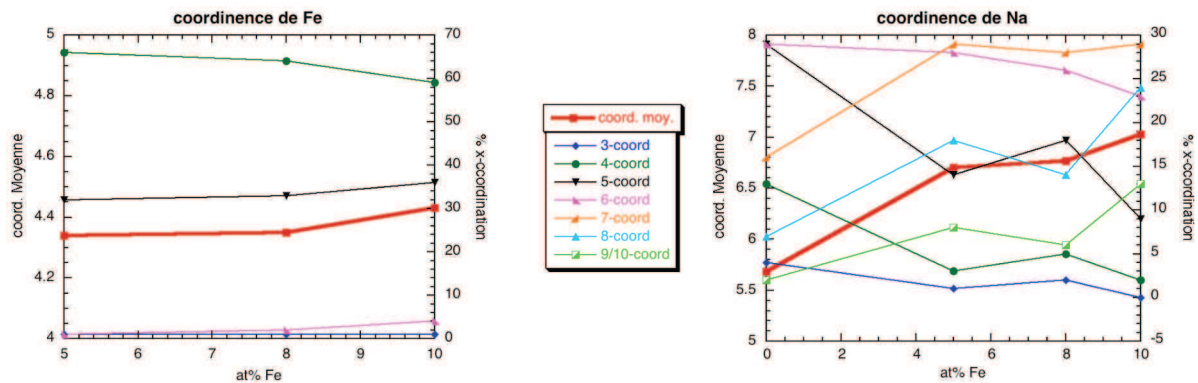 coordinence de Fe
5
4.8
4.6
4.4
4.2
4
coord. Moyenne
70
60
50
40
30
20
10
0
% x-coordination
5 6 7 8 9 10
at% Fe
coord. moy.
3-coord
4-coord
5-coord
6-coord
7-coord
8-coord
9/10-coord
coordinence de Na
8
7.5
7
6.5
6
5.5
5
coord. Moyenne
30
25
20
15
10
5
0
-5
% x-coordination
0 2 4 6 8 10
at% Fe